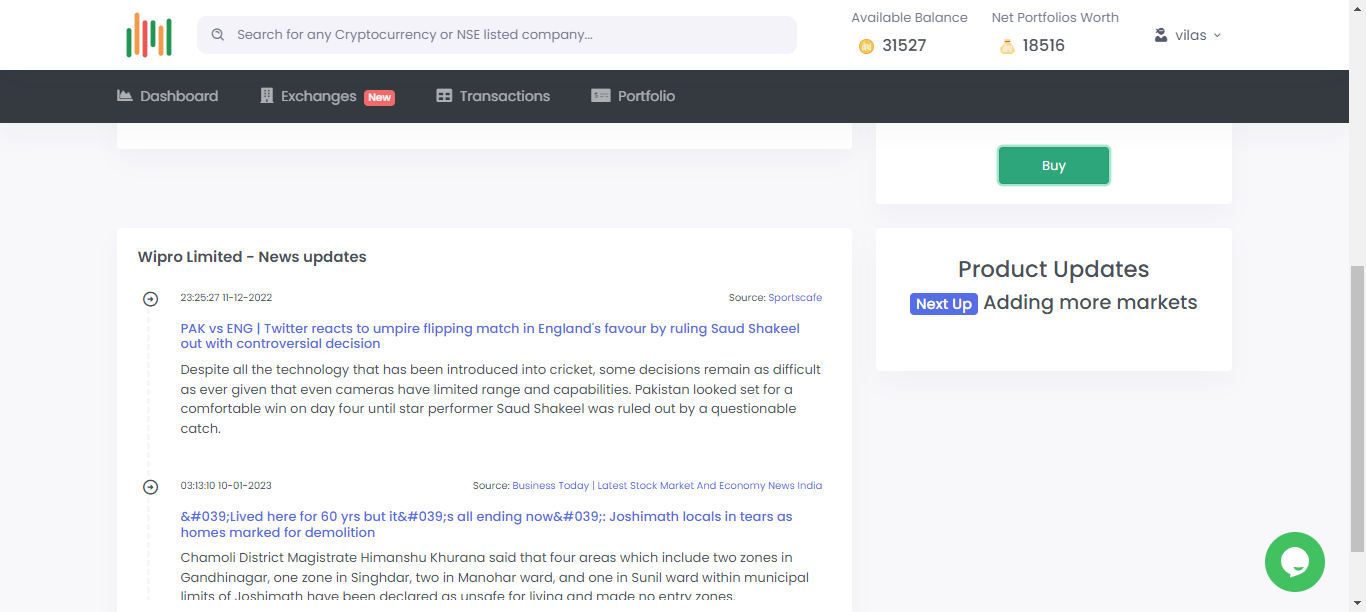 Available Balance
Net Portfolios Worth
Search for any Cryptocurrency or NSE listed company...
31527
18516
vilas
Dashboard
Exchanges New
Transactions
Portfolio
Buy
Wipro Limited - News updates
23:25:27 11-12-2022
Source: Sportscafe
PAK vs ENG | Twitter reacts to umpire flipping match in England's favour by ruling Saud Shakeel
out with controversial decision
Despite all the technology that has been introduced into cricket, some decisions remain as difficult
as ever given that even cameras have limited range and capabilities. Pakistan looked set for a
comfortable win on day four until star performer Saud Shakeel was ruled out by a questionable
catch.
03:13:10 10-01-2023
Source: Business Today | Latest Stock Market And Economy News India
&#039;Lived here for 60 yrs but it&#039;s all ending now&#039;: Joshimath locals in tears as
homes marked for demolition
Chamoli District Magistrate Himanshu Khurana said that four areas which include two zones in
Gandhinagar, one zone in Singhdar, two in Manohar ward, and one in Sunil ward within municipal
limits of Joshimath have been declared as unsafe for living and made no entry zones.
Product Updates
Next Up Adding more markets